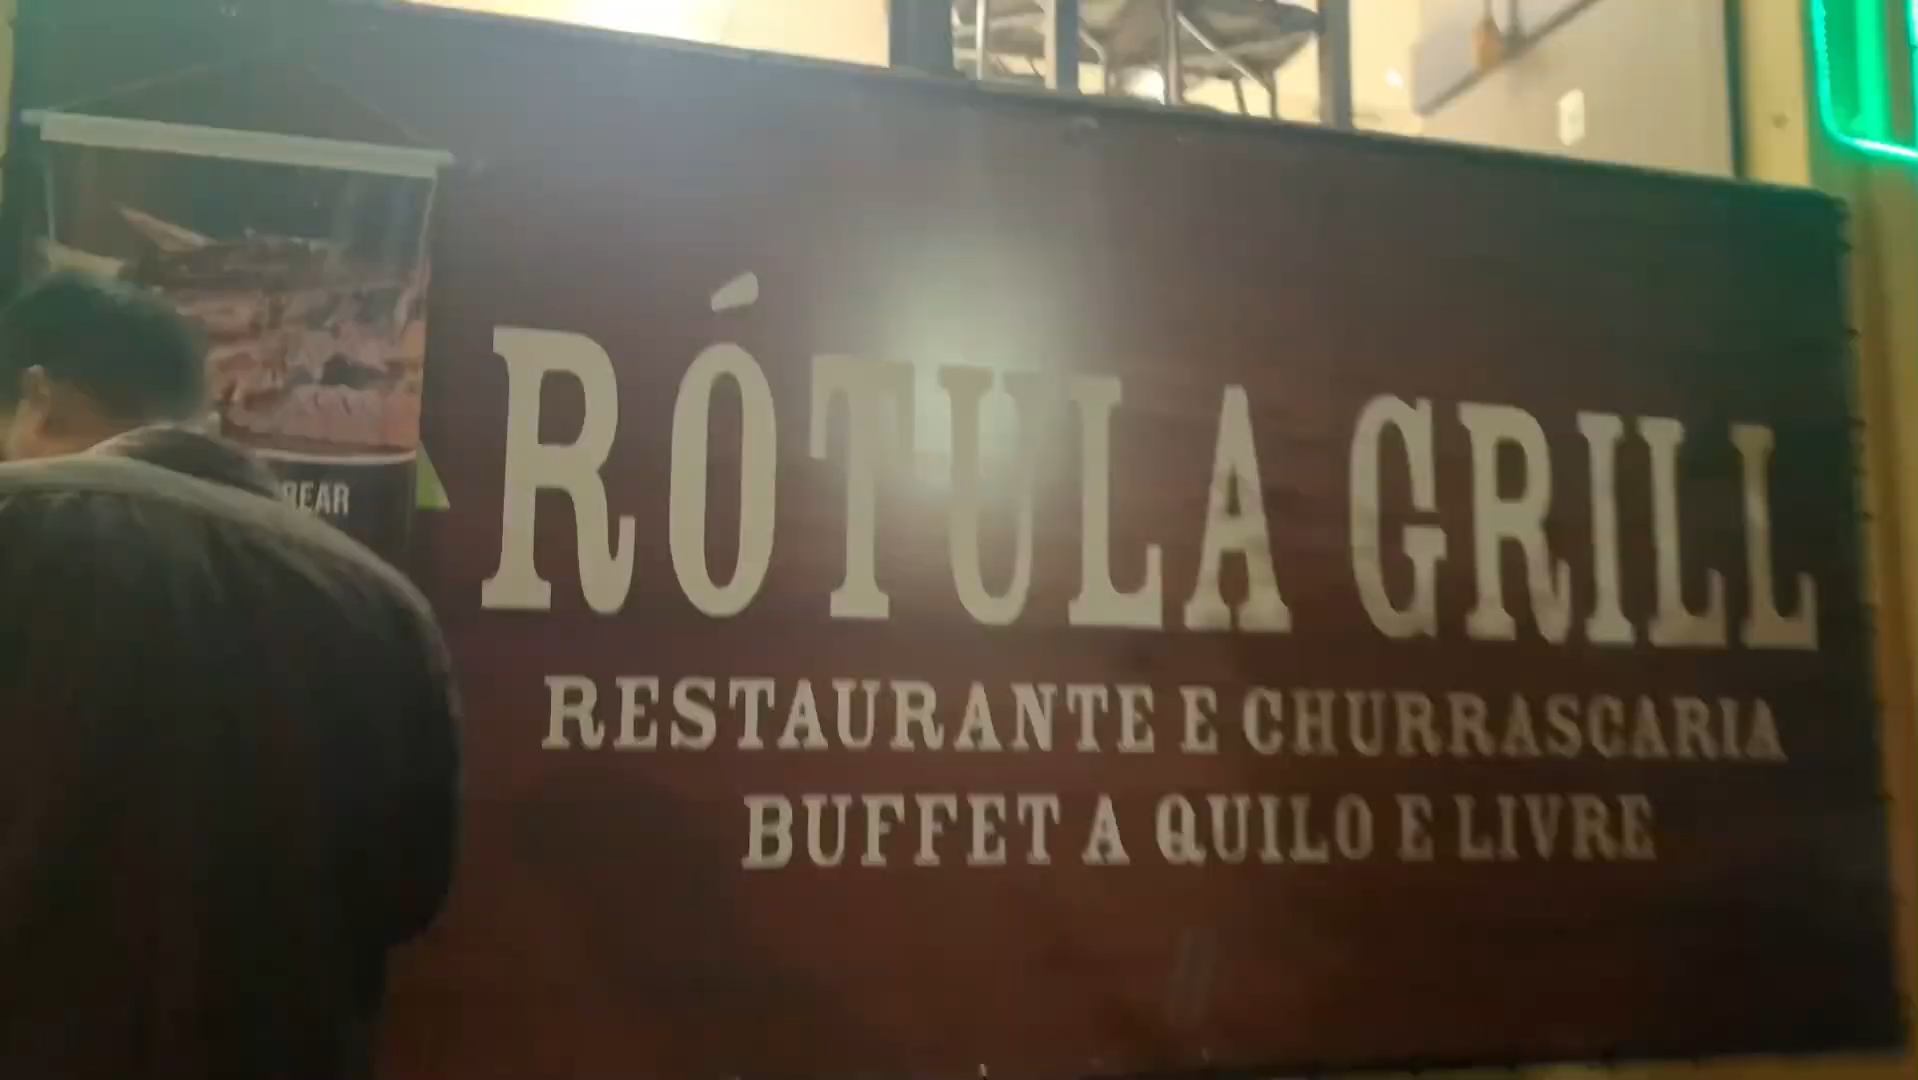 RÓTULA GRILL
RESTAURANTE E CHURRASCARIA
BUFFET A QUILO E LIVRE